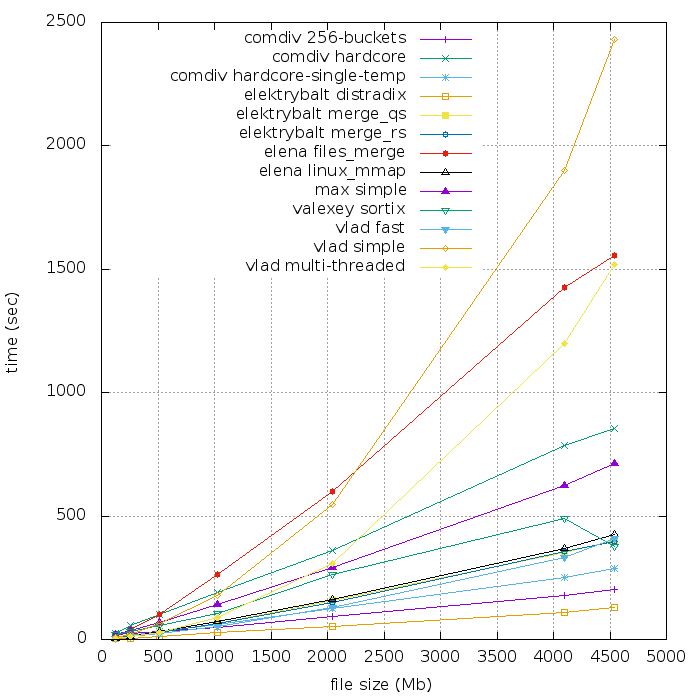 2500
2000
1500
1000
500
0
time (sec)
comdiv 256-buckets
comdiv hardcore
comdiv hardcore-single-temp
elektrybalt distradix
elektrybalt merge_qs
elektrybalt merge_rs
elena files_merge
elena linux_mmap
max simple
valexey sortix
vlad fast
vlad simple
vlad multi-threaded
0 500 1000 1500 2000 2500 3000 3500 4000 4500 5000
file size (Mb)